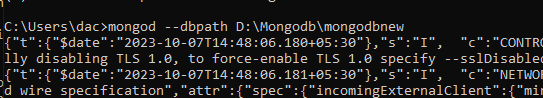 C:\Users\dac>mongod --dbpath D:\Mongodb\mongodbnew
{"t":{"$date":"2023-10-07T14:48:06.180+05:30"},"s":"I",  "c":"CONTRO
lly disabling TLS 1.0, to force-enable TLS 1.0 specify --sslDisabled
{"t":{"$date":"2023-10-07T14:48:06.181+05:30"},"s":"I",  "c":"NETWOR
d wire specification","attr":{"spec":{"incomingExternalClient":{"min